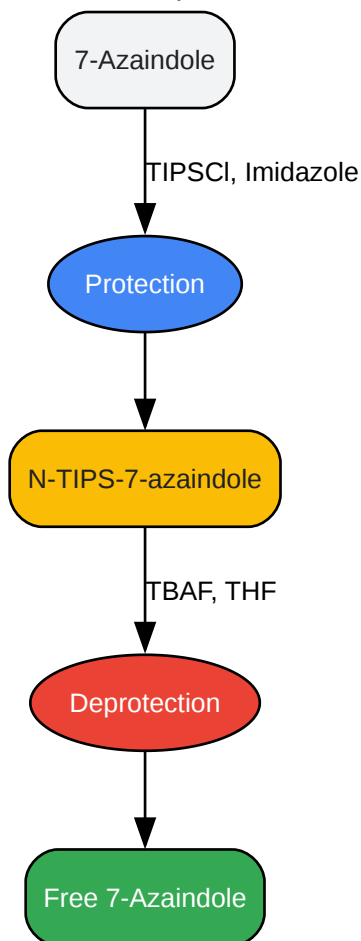 7-Azaindole
TIPSCl, Imidazole
Protection
N-TIPS-7-azaindole
TBAF, THF
Deprotection
Free 7-Azaindole